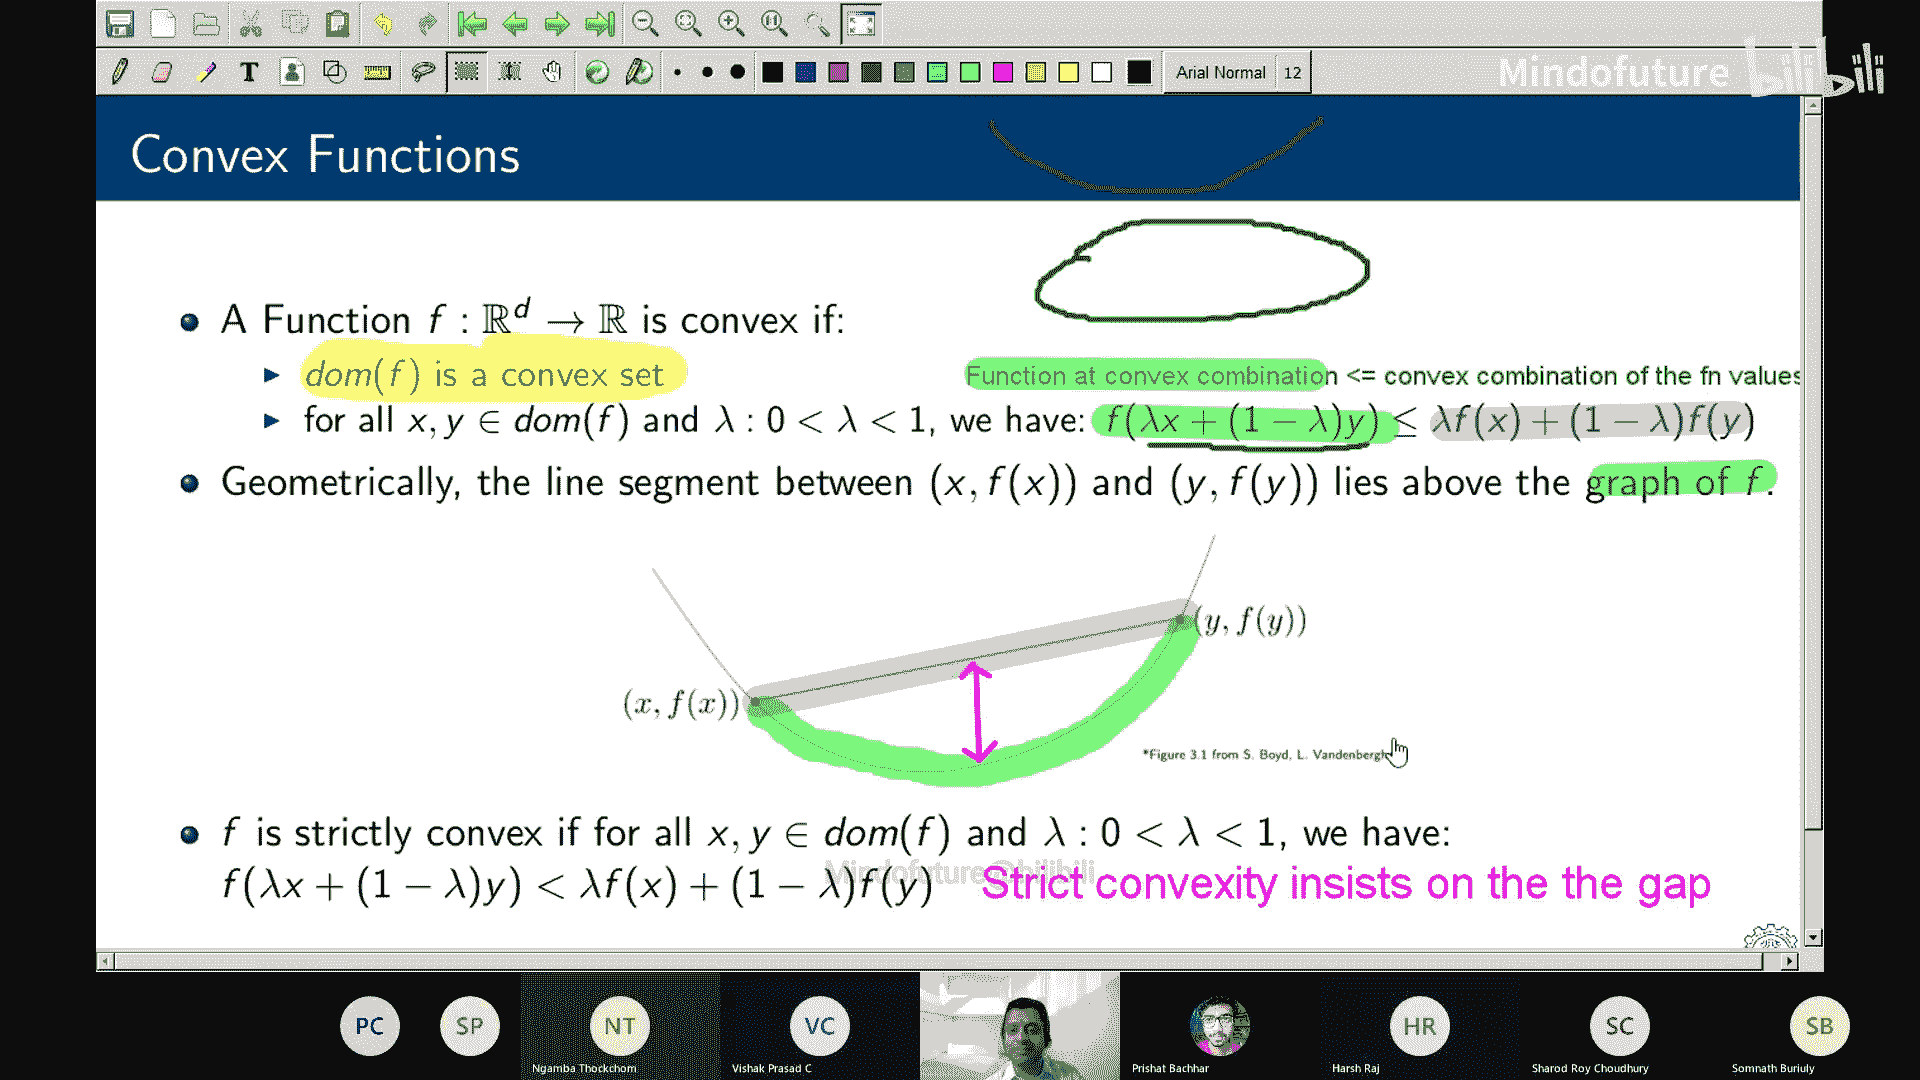 T
Arial Normal 12
Mindofuture bilibili
Convex Functions
A Function f : ℝᵈ → ℝ is convex if:
dom(f) is a convex set
Function at convex combination <= convex combination of the fn values
for all x, y ∈ dom(f) and λ : 0 < λ < 1, we have: f(λx + (1 − λ)y) ≤ λf(x) + (1 − λ)f(y)
Geometrically, the line segment between (x, f(x)) and (y, f(y)) lies above the graph of f.
(y, f(y))
(x, f(x))
*Figure 3.1 from S. Boyd, L. Vandenbergh
f is strictly convex if for all x, y ∈ dom(f) and λ : 0 < λ < 1, we have:
Mindofuture@bilibili
f(λx + (1 − λ)y) < λf(x) + (1 − λ)f(y) Strict convexity insists on the the gap
PC SP NT VC HR SC SB
Ngamba Thockchom Vishak Prasad C Prishat Bachhar Harsh Raj Sharod Roy Choudhury Somnath Buriuly